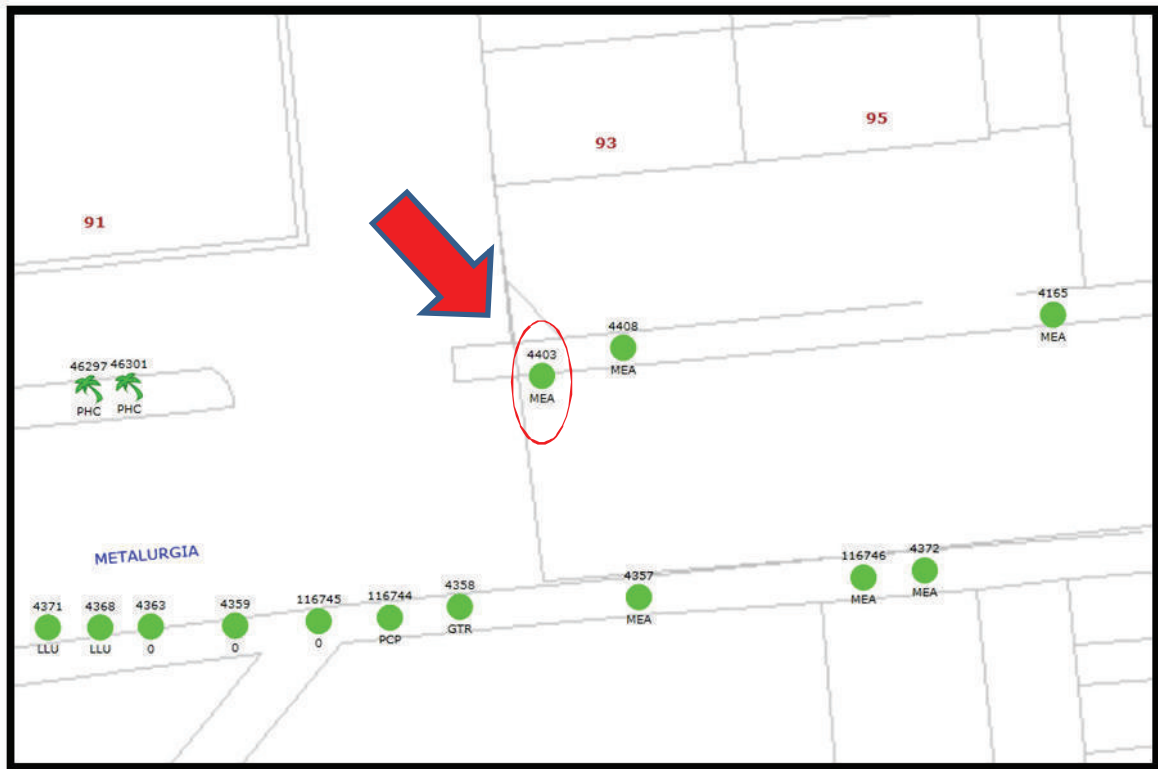 95
93
91
4165
MEA
4408
MEA
4403
MEA
46297 46301
PHC PHC
METALURGIA
116746 4372
MEA MEA
4357
MEA
4358
GTR
116744
PCP
116745
0
4359
0
4371 4368 4363
LLU LLU 0